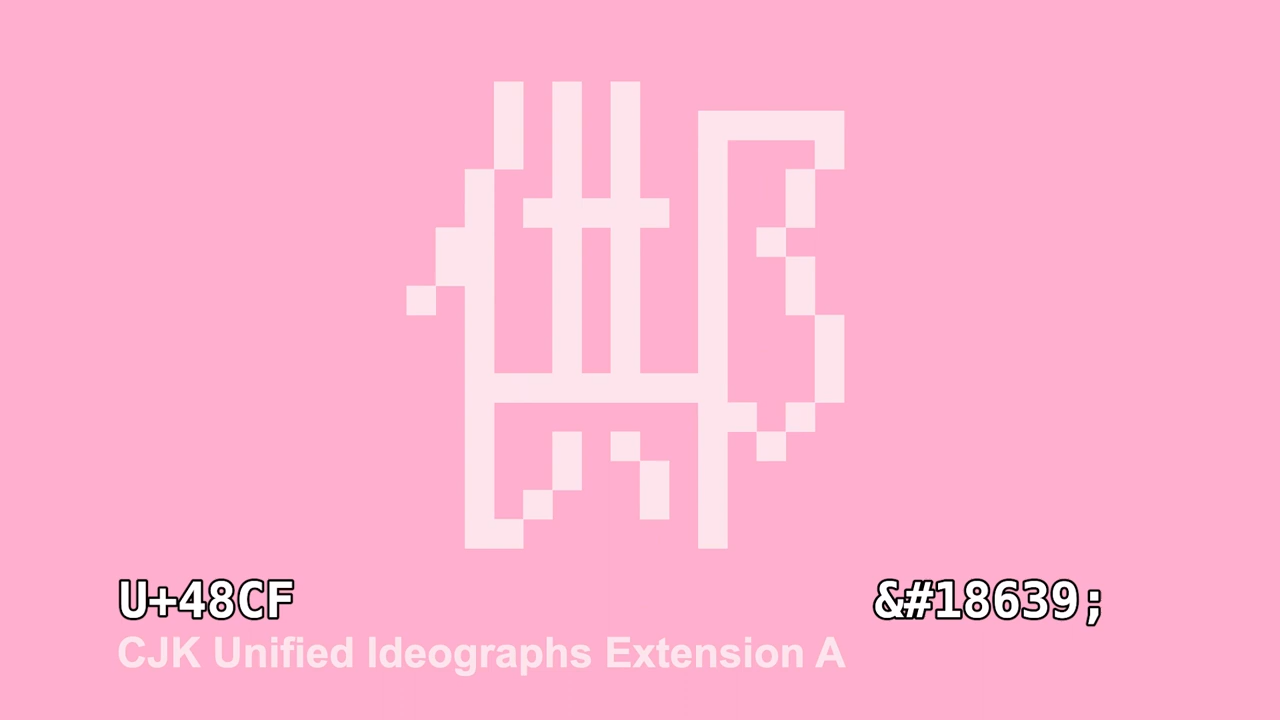 䣏
U+48CF &#18639;
CJK Unified Ideographs Extension A